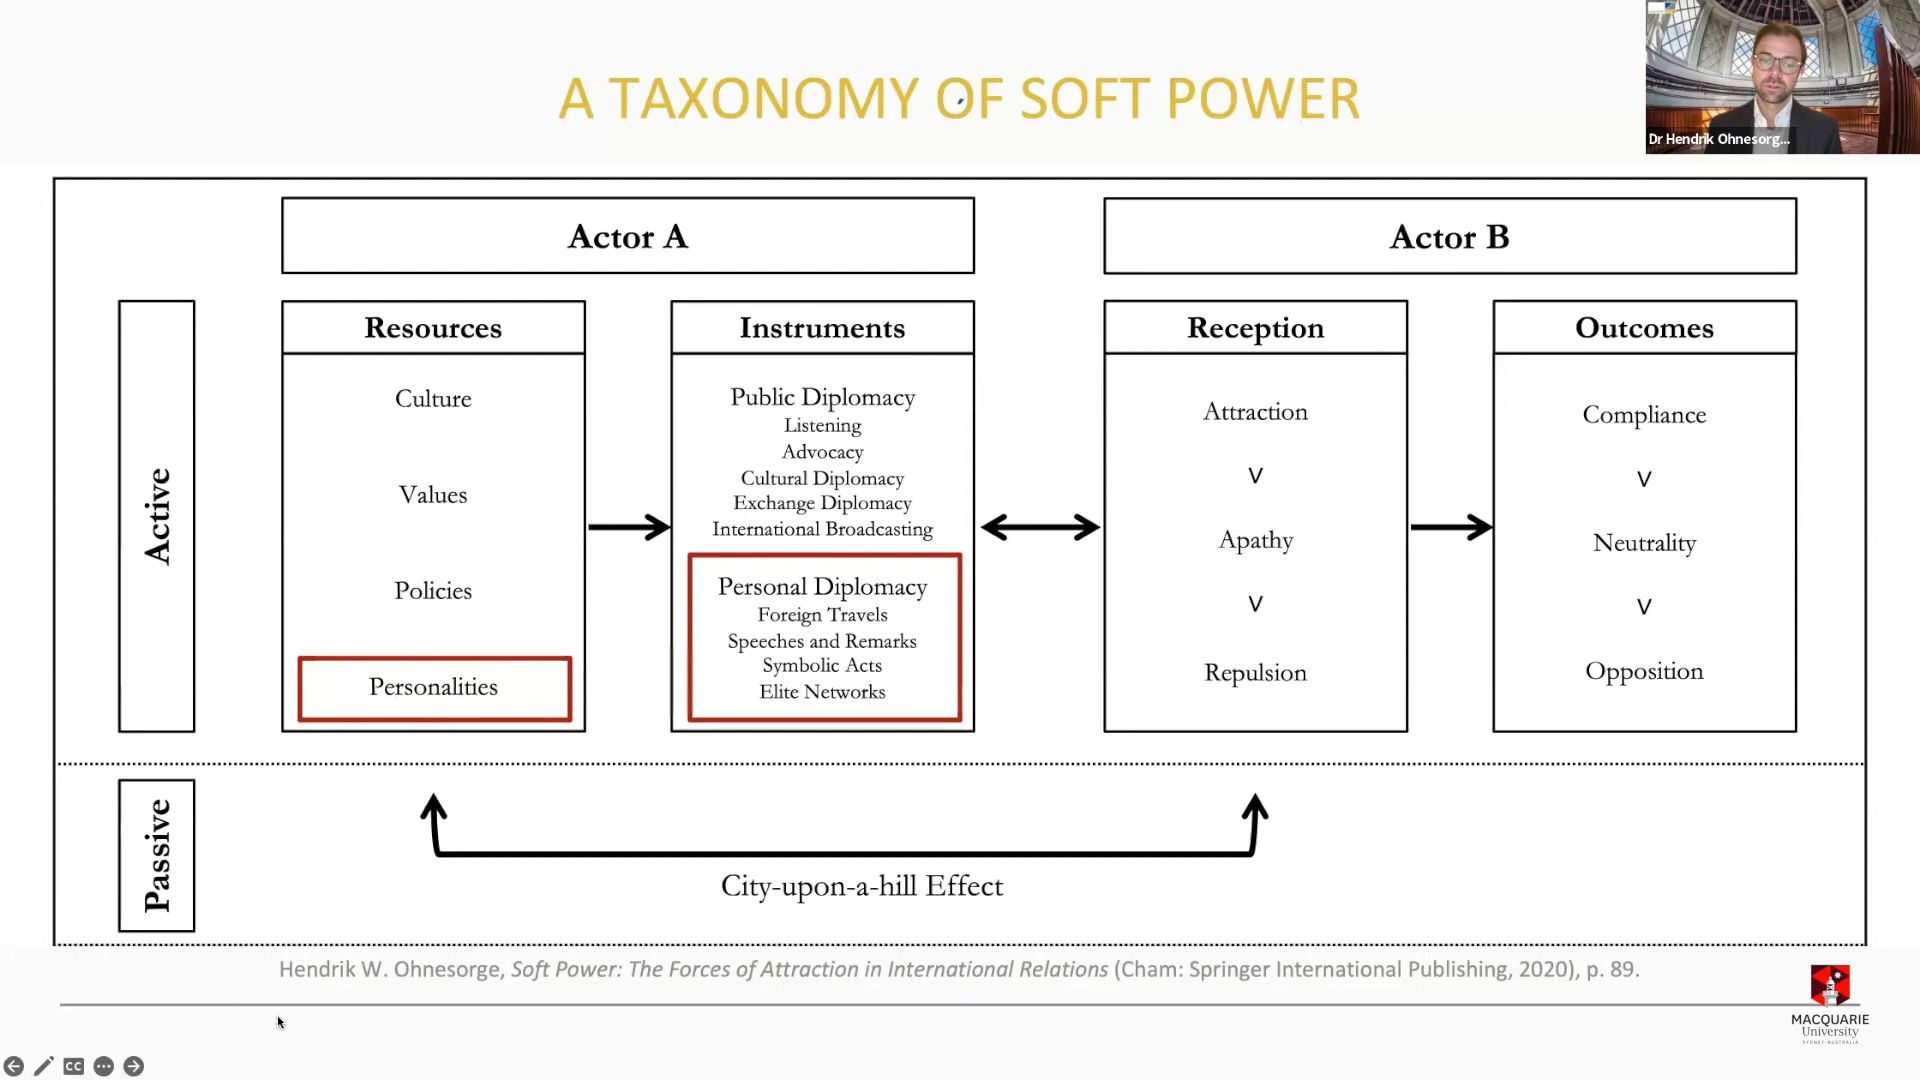 A TAXONOMY OF SOFT POWER
Dr Hendrik Ohnesorg...
Actor A
Actor B
Active
Resources
Culture
Values
Policies
Personalities
Instruments
Public Diplomacy
Listening
Advocacy
Cultural Diplomacy
Exchange Diplomacy
International Broadcasting
Personal Diplomacy
Foreign Travels
Speeches and Remarks
Symbolic Acts
Elite Networks
Reception
Attraction
V
Apathy
V
Repulsion
Outcomes
Compliance
V
Neutrality
V
Opposition
Passive
City-upon-a-hill Effect
Hendrik W. Ohnesorge, Soft Power: The Forces of Attraction in International Relations (Cham: Springer International Publishing, 2020), p. 89.
MACQUARIE
University
SYDNEY·AUSTRALIA
CC